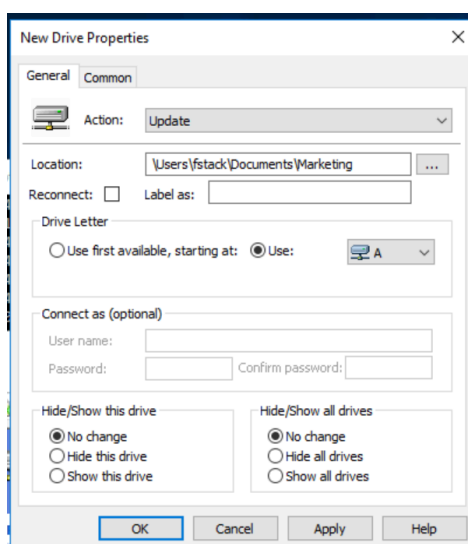 New Drive Properties
General Common
Action: Update
Location: \Users\fstack\Documents\Marketing ...
Reconnect: Label as:
Drive Letter
Use first available, starting at: Use: A
Connect as (optional)
User name:
Password: Confirm password:
Hide/Show this drive Hide/Show all drives
No change No change
Hide this drive Hide all drives
Show this drive Show all drives
OK Cancel Apply Help